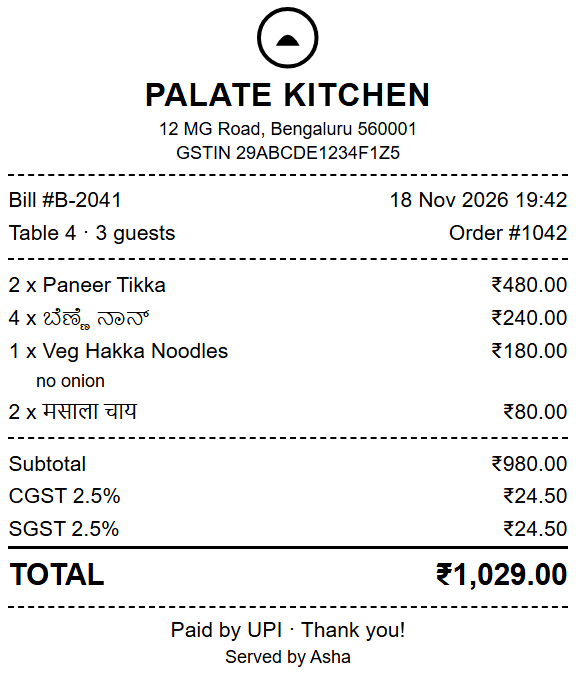 PALATE KITCHEN
12 MG Road, Bengaluru 560001
GSTIN 29ABCDE1234F1Z5
Bill #B-2041 18 Nov 2026 19:42
Table 4 · 3 guests Order #1042
2 x Paneer Tikka ₹480.00
4 x ಬೆಣ್ಣೆ ನಾನ್ ₹240.00
1 x Veg Hakka Noodles ₹180.00
no onion
2 x मसाला चाय ₹80.00
Subtotal ₹980.00
CGST 2.5% ₹24.50
SGST 2.5% ₹24.50
TOTAL ₹1,029.00
Paid by UPI · Thank you!
Served by Asha